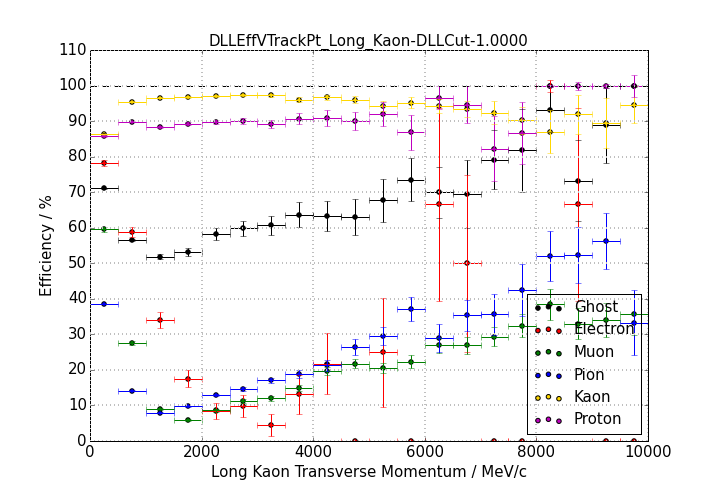 DLLEffVTrackPt_Long_Kaon-DLLCut-1.0000
110
100
90
80
70
60
50
40
30
20
10
0
Efficiency / %
0 2000 4000 6000 8000 10000
Long Kaon Transverse Momentum / MeV/c
Ghost
Electron
Muon
Pion
Kaon
Proton